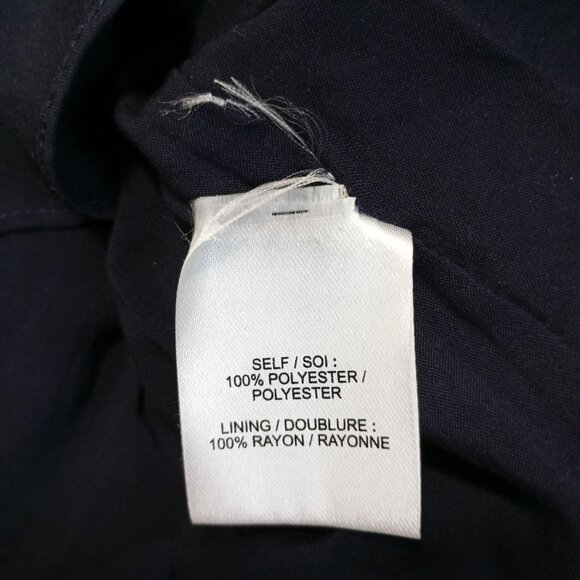 SELF / SOI :
100% POLYESTER /
POLYESTER
LINING / DOUBLURE :
100% RAYON / RAYONNE